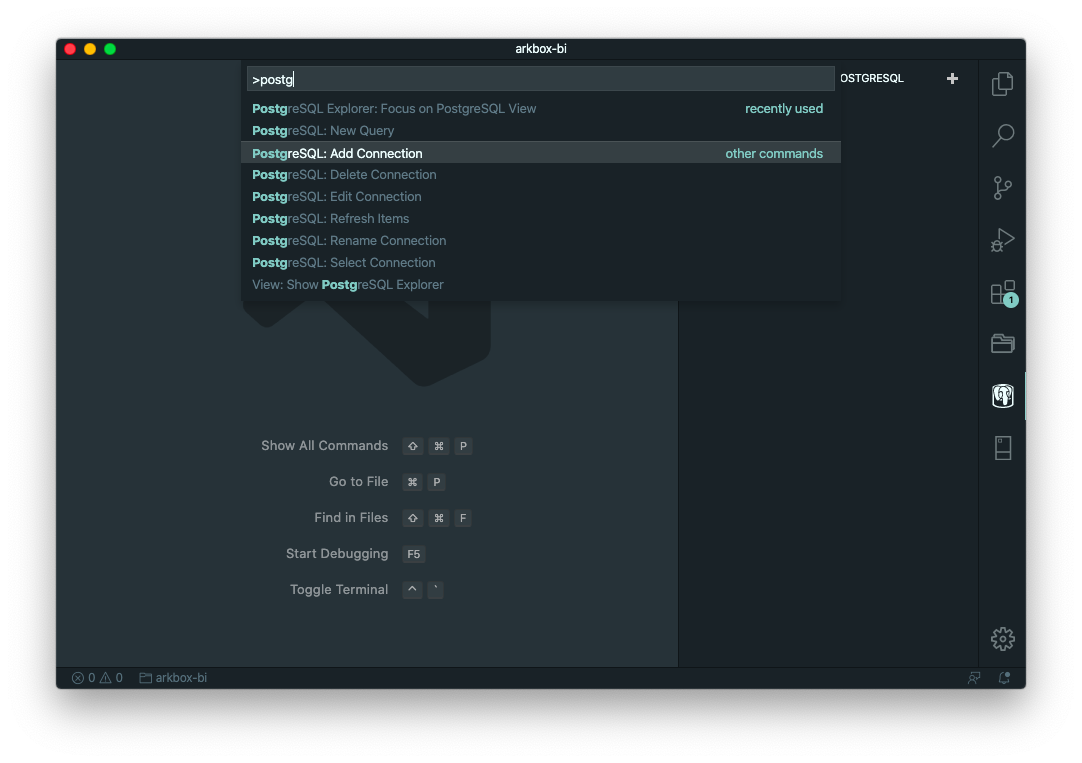 arkbox-bi
>postg
OSTGRESQL
PostgreSQL Explorer: Focus on PostgreSQL View recently used
PostgreSQL: New Query
PostgreSQL: Add Connection other commands
PostgreSQL: Delete Connection
PostgreSQL: Edit Connection
PostgreSQL: Refresh Items
PostgreSQL: Rename Connection
PostgreSQL: Select Connection
View: Show PostgreSQL Explorer
1
Show All Commands ⇧ ⌘ P
Go to File ⌘ P
Find in Files ⇧ ⌘ F
Start Debugging F5
Toggle Terminal ^ `
0 0 arkbox-bi